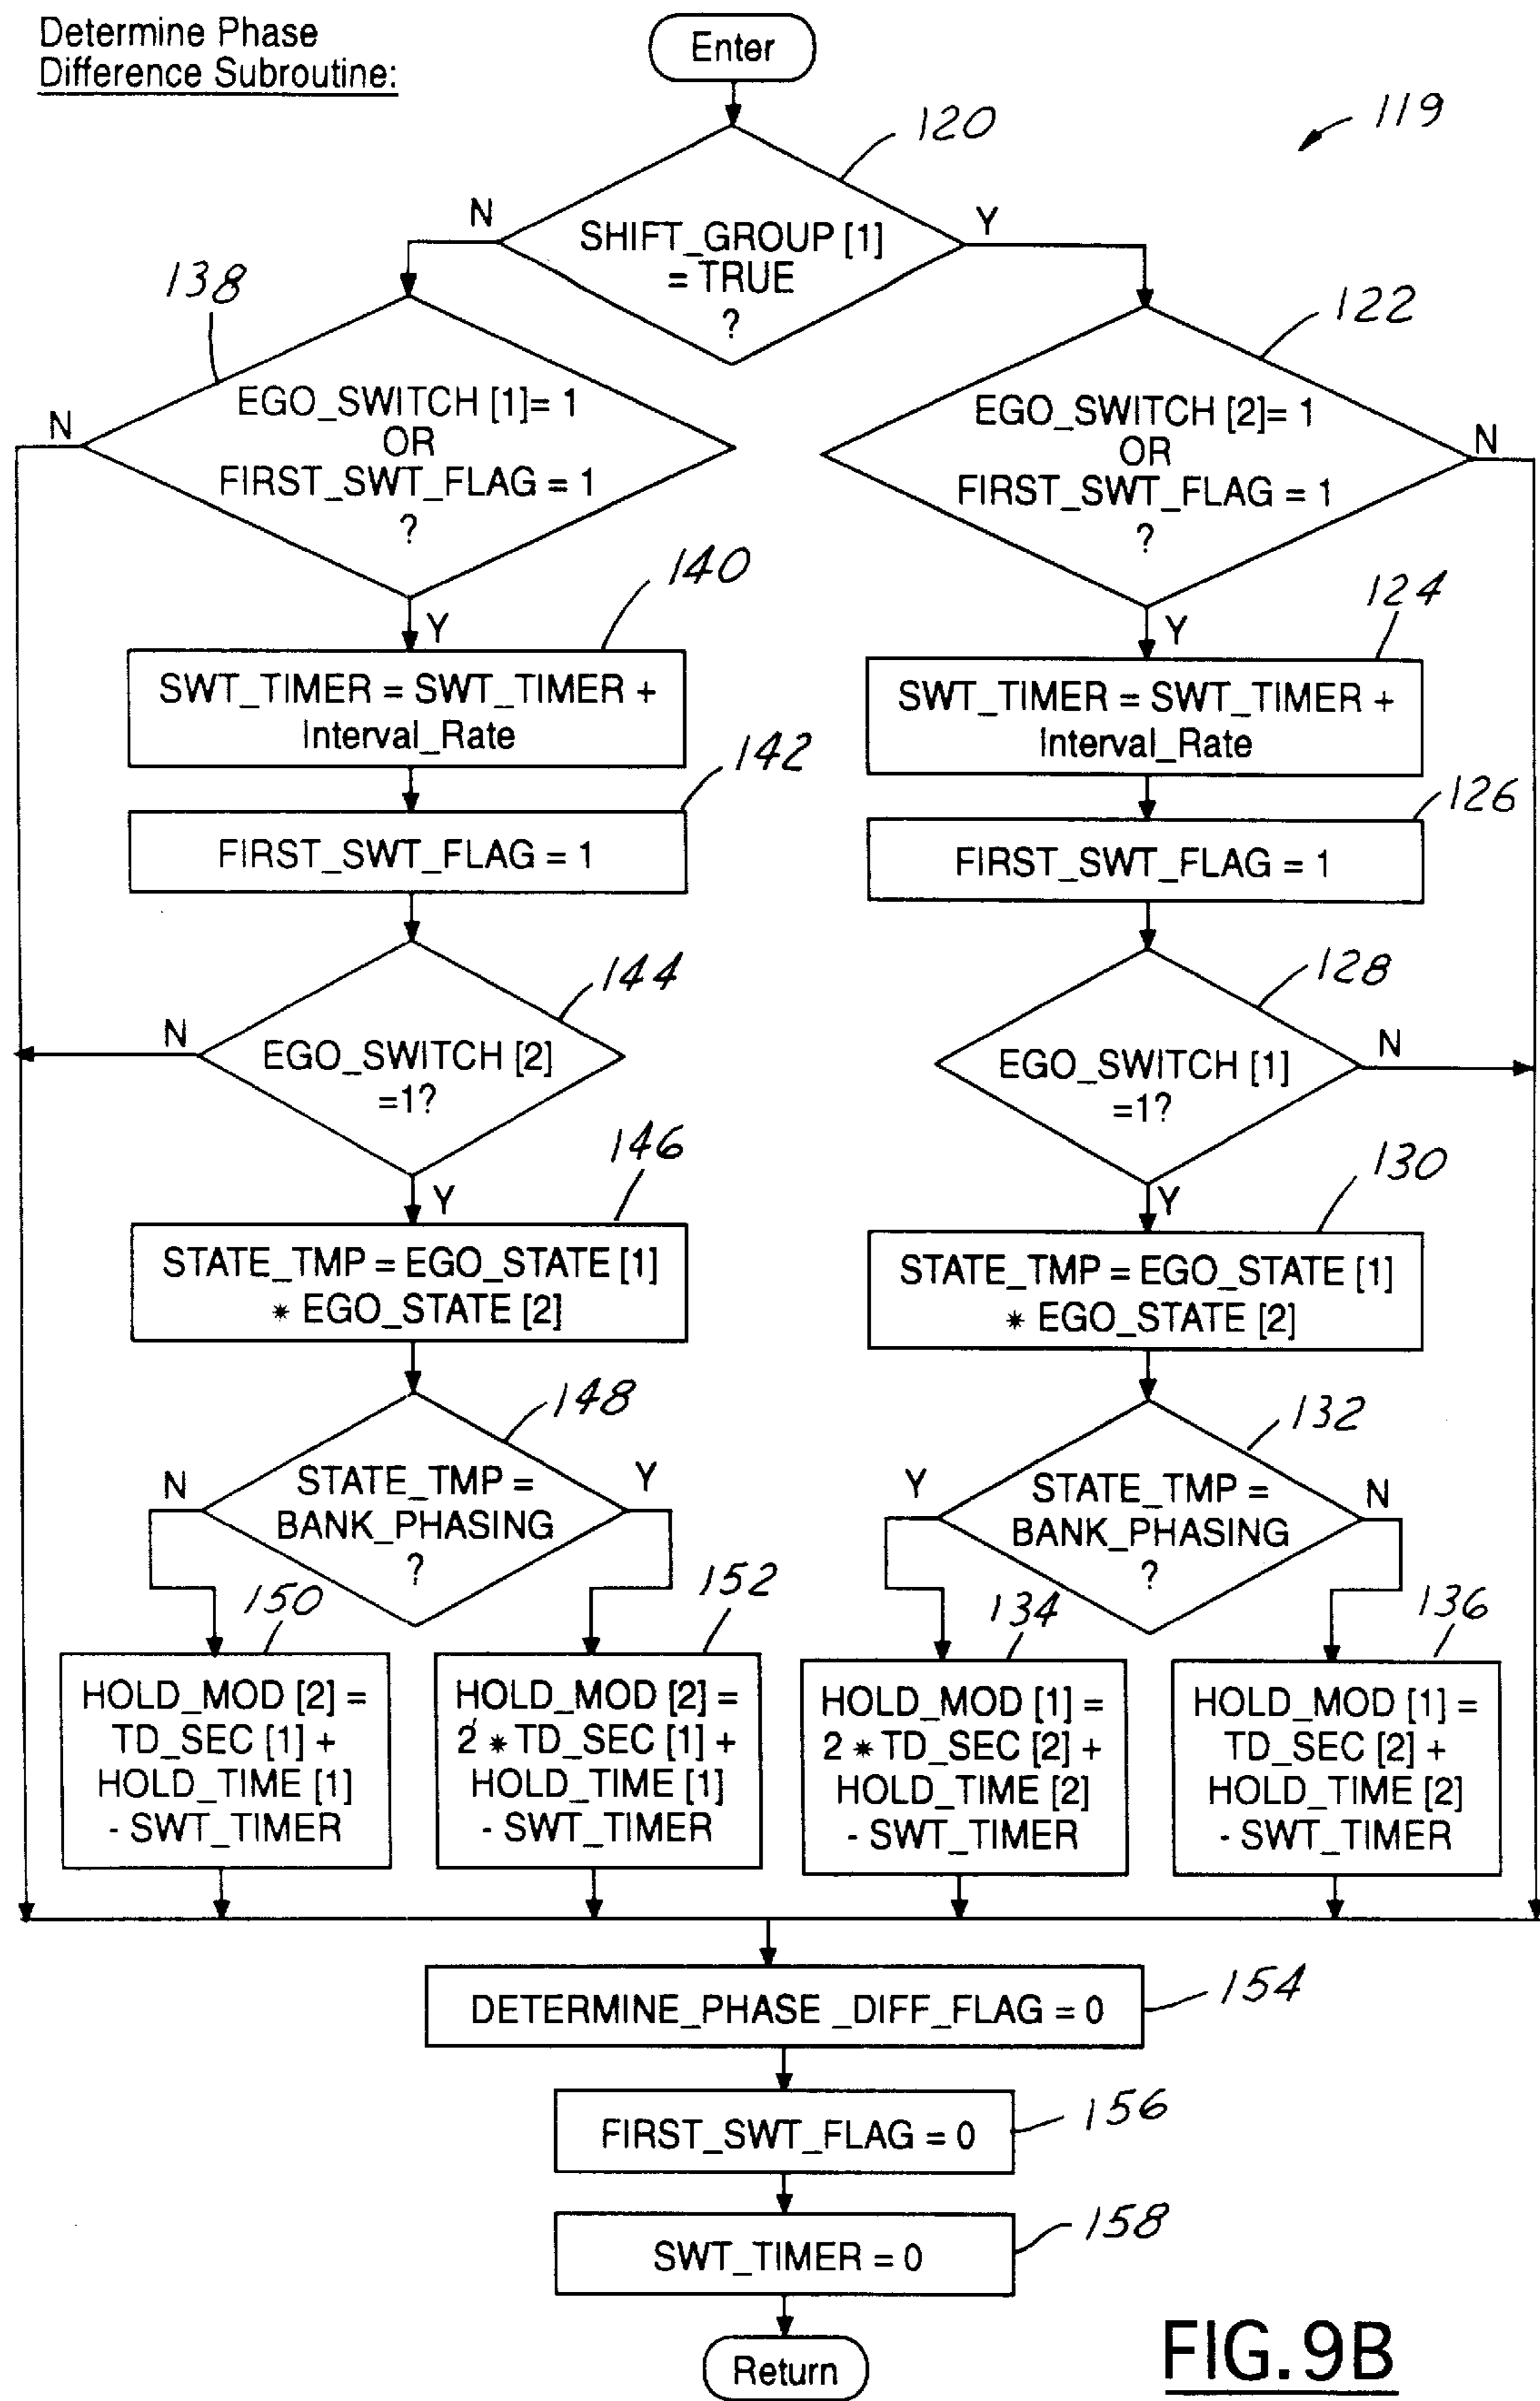 Determine Phase
Difference Subroutine:
Enter
119
120
N
Y
SHIFT_GROUP [1]
= TRUE
?
138
122
N
EGO_SWITCH [1]= 1
OR
FIRST_SWT_FLAG = 1
?
EGO_SWITCH [2]= 1
OR
FIRST_SWT_FLAG = 1
?
N
Y
140
Y
124
SWT_TIMER = SWT_TIMER +
Interval_Rate
SWT_TIMER = SWT_TIMER +
Interval_Rate
142
126
FIRST_SWT_FLAG = 1
FIRST_SWT_FLAG = 1
144
128
N
EGO_SWITCH [2]
=1?
EGO_SWITCH [1]
=1?
N
Y
146
Y
130
STATE_TMP = EGO_STATE [1]
* EGO_STATE [2]
STATE_TMP = EGO_STATE [1]
* EGO_STATE [2]
148
132
N
STATE_TMP =
BANK_PHASING
?
Y
Y
STATE_TMP =
BANK_PHASING
?
N
150
152
134
136
HOLD_MOD [2] =
TD_SEC [1] +
HOLD_TIME [1]
- SWT_TIMER
HOLD_MOD [2] =
2 * TD_SEC [1] +
HOLD_TIME [1]
- SWT_TIMER
HOLD_MOD [1] =
2 * TD_SEC [2] +
HOLD_TIME [2]
- SWT_TIMER
HOLD_MOD [1] =
TD_SEC [2] +
HOLD_TIME [2]
- SWT_TIMER
DETERMINE_PHASE _DIFF_FLAG = 0
154
FIRST_SWT_FLAG = 0
156
SWT_TIMER = 0
158
Return
FIG.9B